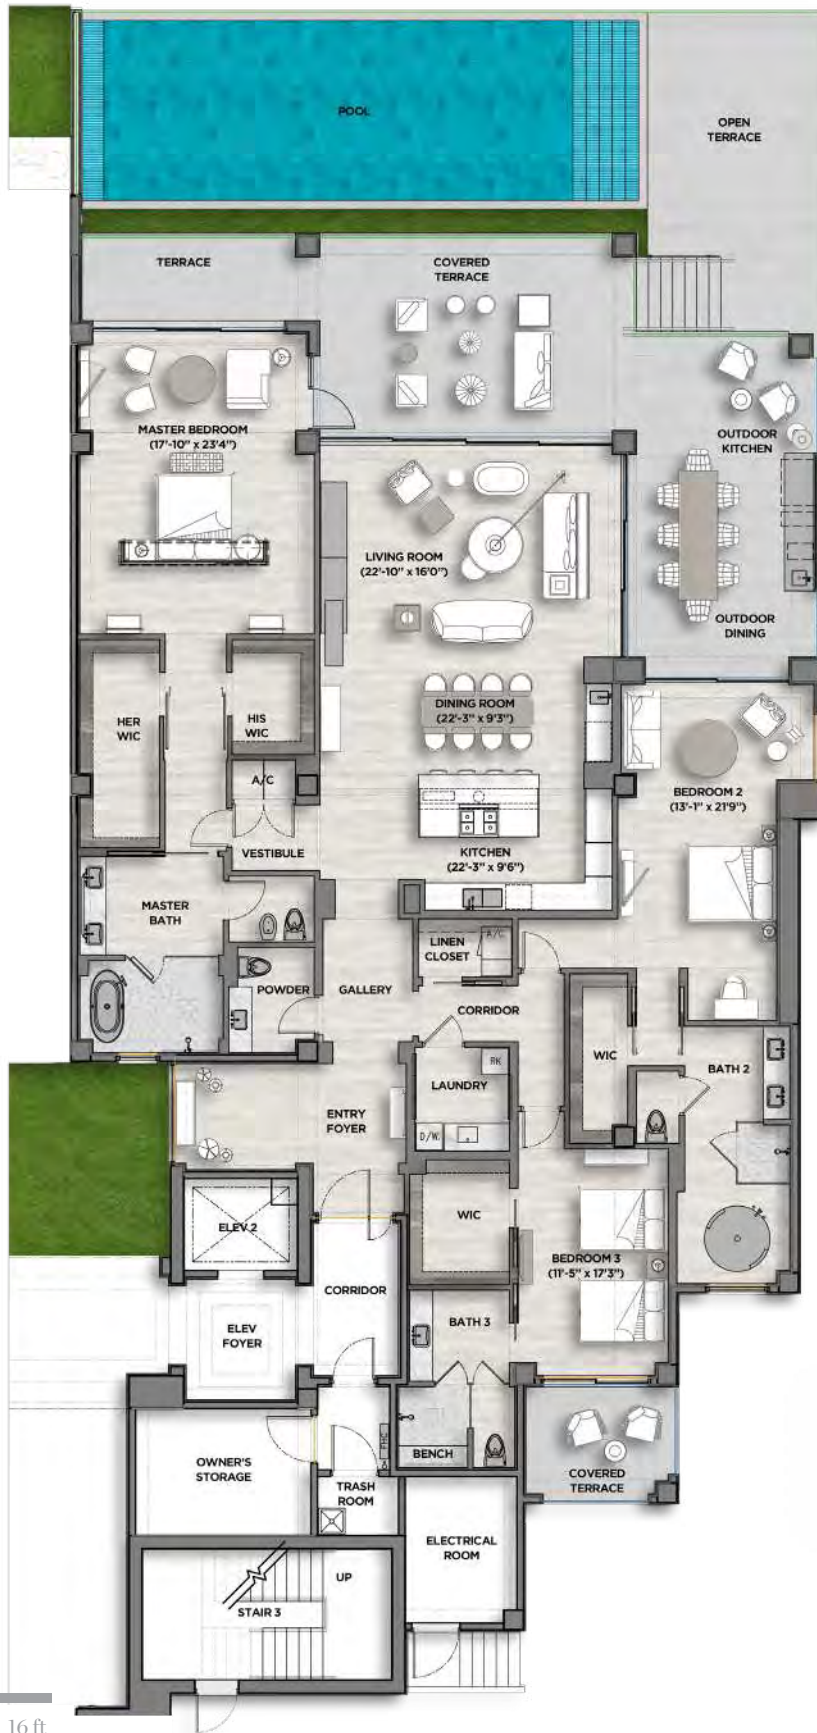 POOL
OPEN
TERRACE
TERRACE
COVERED
TERRACE
MASTER BEDROOM
(17'-10" x 23'4")
OUTDOOR
KITCHEN
LIVING ROOM
(22'-10" x 16'0")
OUTDOOR
DINING
HER
WIC
HIS
WIC
DINING ROOM
(22'-3" x 9'3")
A/C
BEDROOM 2
(13'-1" x 21'9")
VESTIBULE
KITCHEN
(22'-3" x 9'6")
MASTER
BATH
LINEN
CLOSET
A/C
POWDER
GALLERY
CORRIDOR
WIC
BATH 2
LAUNDRY
RK
ENTRY
FOYER
D/W.
WIC
ELEV 2
BEDROOM 3
(11'-5" x 17'3")
CORRIDOR
ELEV
FOYER
BATH 3
FHC
OWNER'S
STORAGE
BENCH
COVERED
TERRACE
TRASH
ROOM
ELECTRICAL
ROOM
UP
STAIR 3
16 ft